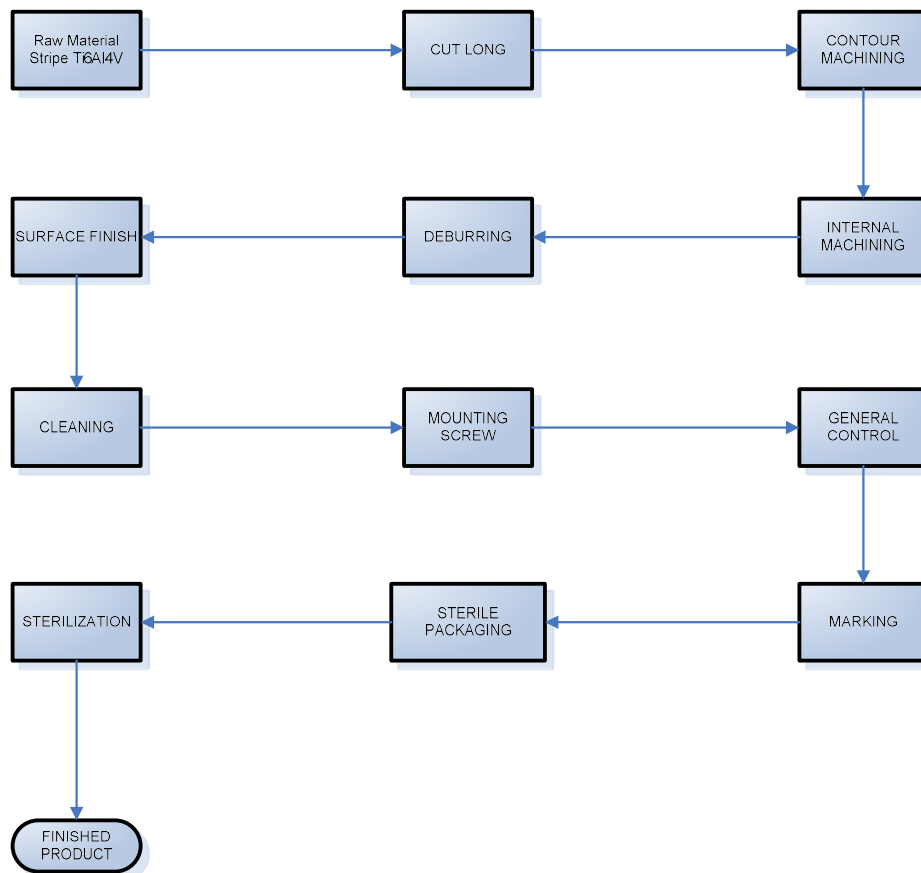 Raw Material
Stripe Ti6Al4V
CUT LONG
CONTOUR
MACHINING
SURFACE FINISH
DEBURRING
INTERNAL
MACHINING
CLEANING
MOUNTING
SCREW
GENERAL
CONTROL
STERILIZATION
STERILE
PACKAGING
MARKING
FINISHED
PRODUCT